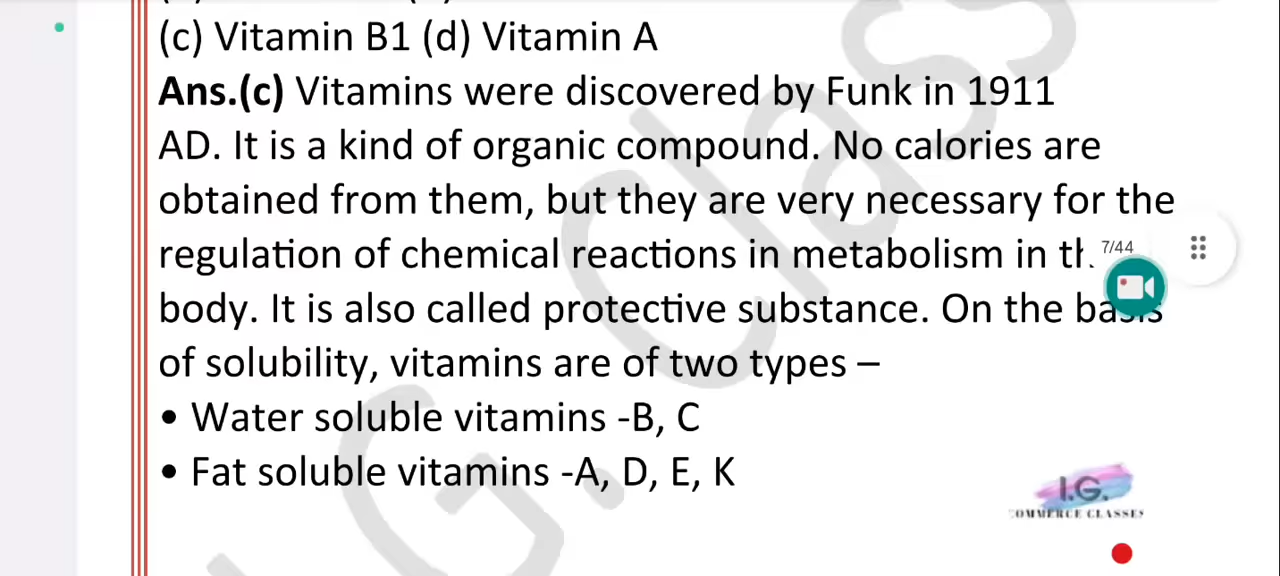 (c) Vitamin B1 (d) Vitamin A
Ans.(c) Vitamins were discovered by Funk in 1911
AD. It is a kind of organic compound. No calories are
obtained from them, but they are very necessary for the
regulation of chemical reactions in metabolism in
7/44
body. It is also called protective substance. On the basis
of solubility, vitamins are of two types –
• Water soluble vitamins -B, C
• Fat soluble vitamins -A, D, E, K
I.G.
COMMERCE CLASSES
I.G. Class